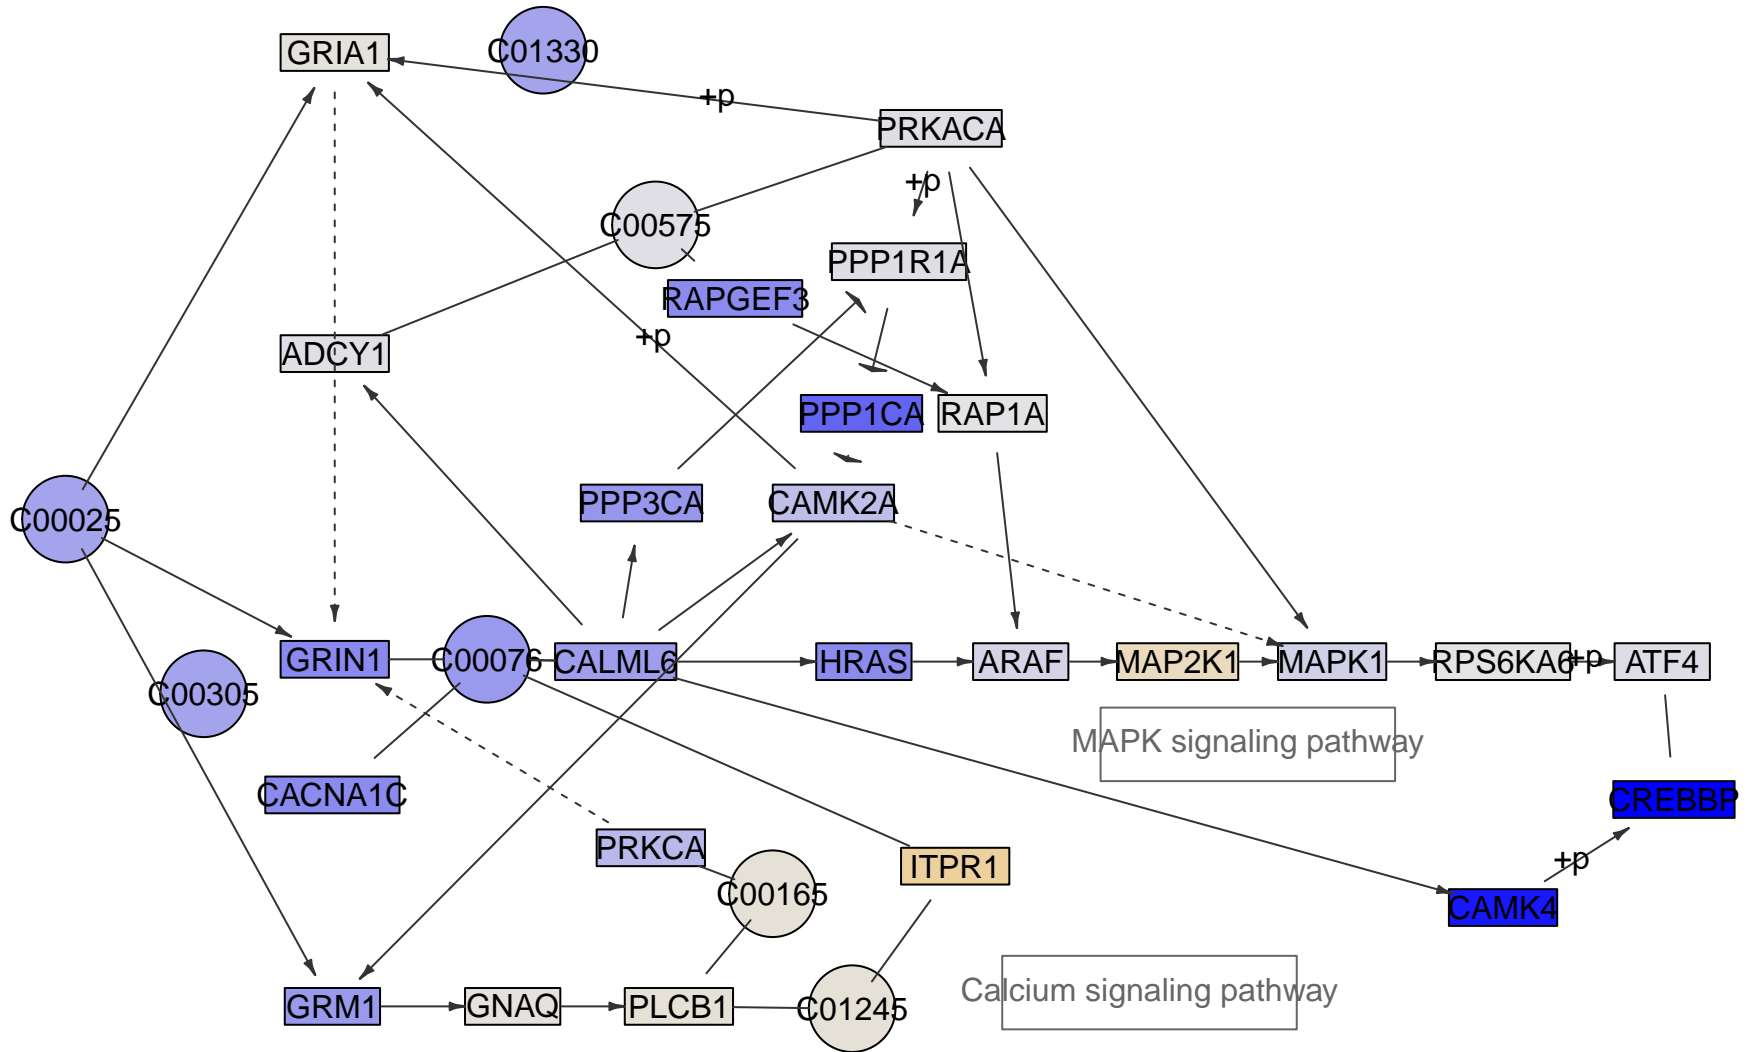 GRIA1
C01330
+p
PRKACA
+p
C00575
PPP1R1A
RAPGEF3
+p
ADCY1
PPP1CA
RAP1A
PPP3CA
CAMK2A
C00025
GRIN1
C00076
CALML6
HRAS
ARAF
MAP2K1
MAPK1
RPS6KA6
+p
ATF4
C00305
MAPK signaling pathway
CACNA1C
CREBBP
PRKCA
ITPR1
+p
C00165
CAMK4
Calcium signaling pathway
GRM1
GNAQ
PLCB1
C01245